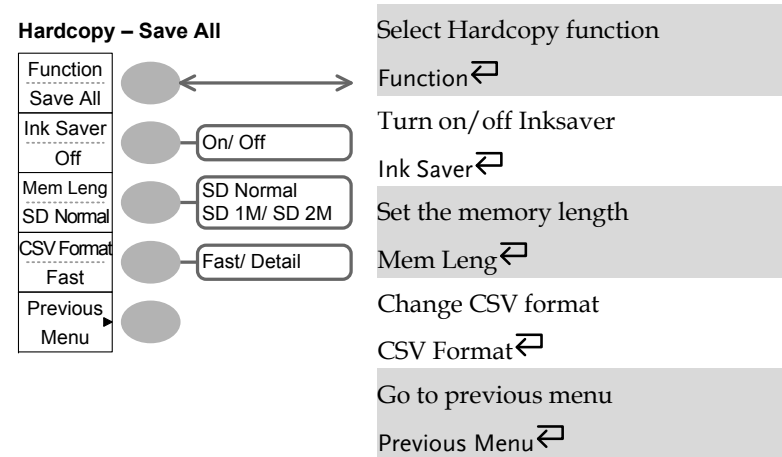 Hardcopy – Save All
Function
Save All
Ink Saver
Off
On/ Off
Mem Leng
SD Normal
SD Normal
SD 1M/ SD 2M
CSV Format
Fast
Fast/ Detail
Previous
Menu
Select Hardcopy function
Function
Turn on/off Inksaver
Ink Saver
Set the memory length
Mem Leng
Change CSV format
CSV Format
Go to previous menu
Previous Menu